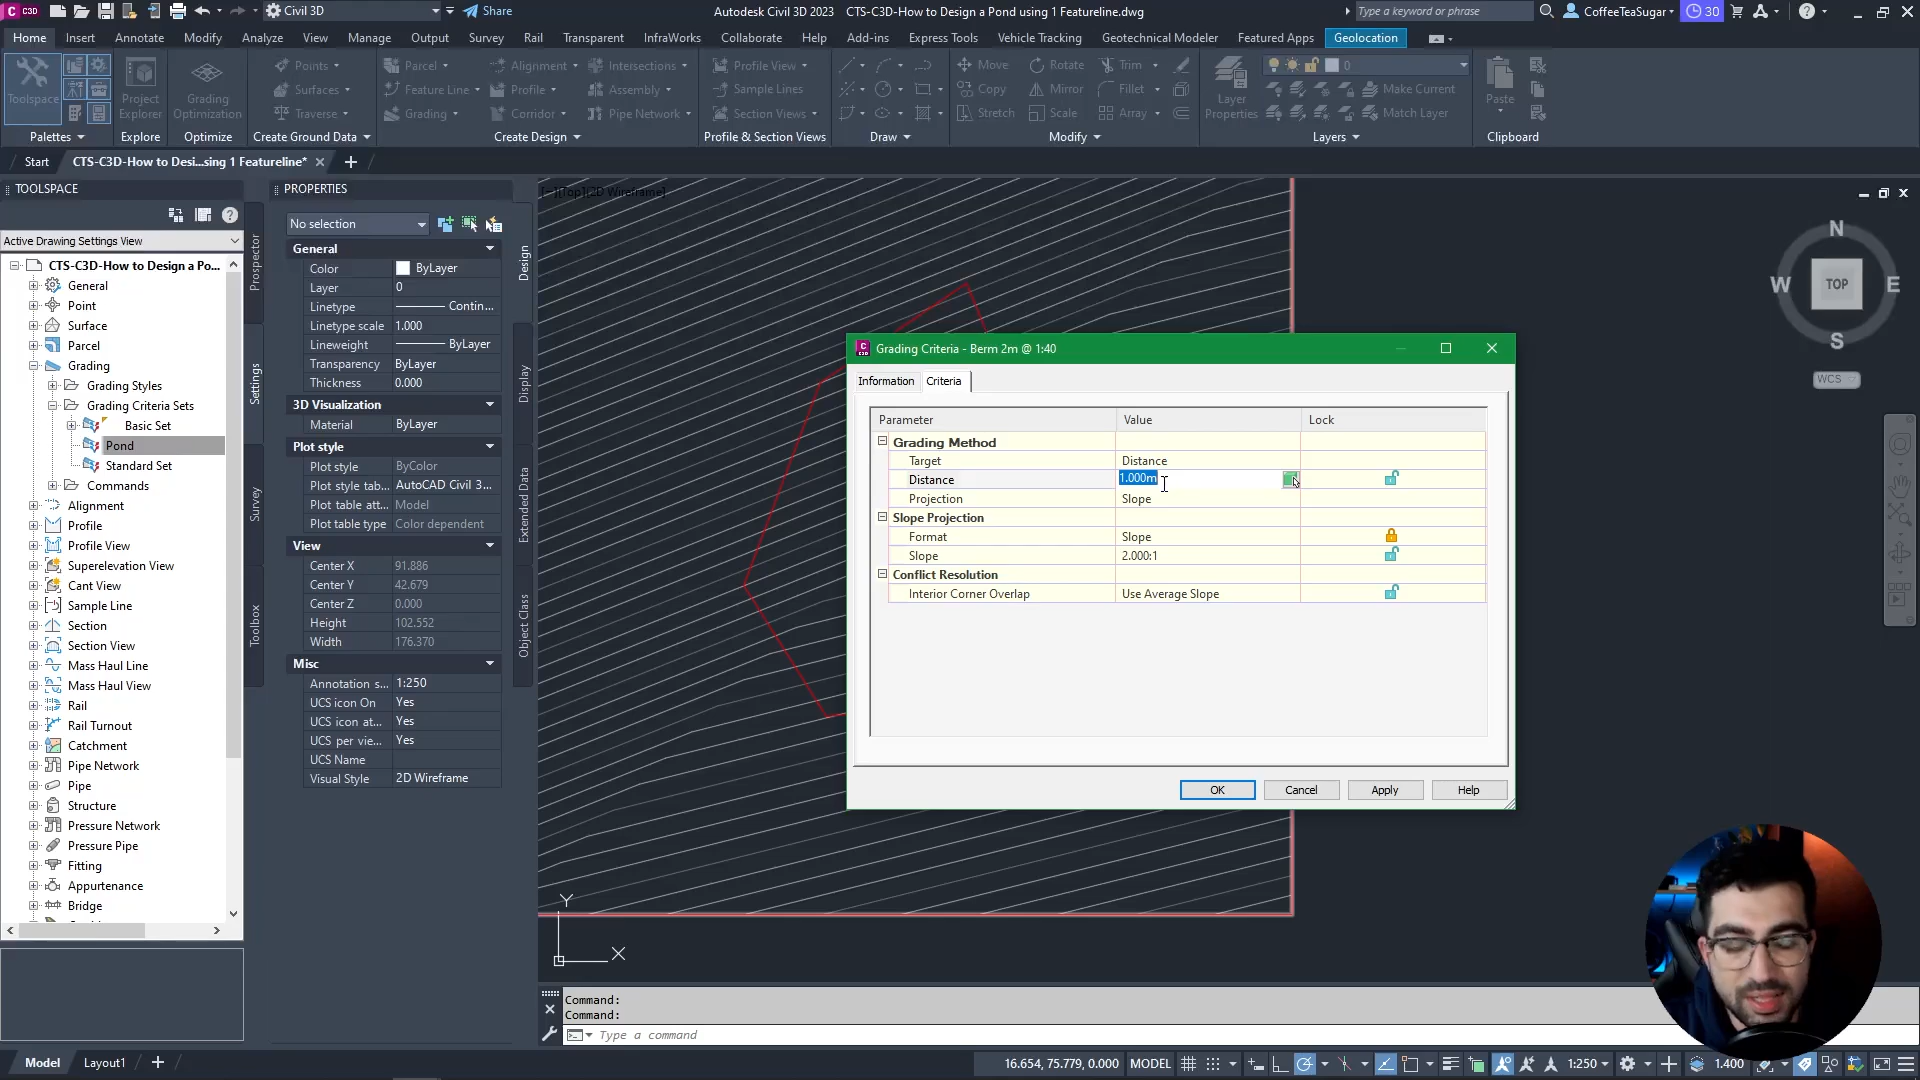 C3D
Civil 3D
Share
Autodesk Civil 3D 2023
CTS-C3D-How to Design a Pond using 1 Featureline.dwg
Type a keyword or phrase
CoffeeTeaSugar
30
Home
Insert
Annotate
Modify
Analyze
View
Manage
Output
Survey
Rail
Transparent
InfraWorks
Collaborate
Help
Add-ins
Express Tools
Vehicle Tracking
Geotechnical Modeler
Featured Apps
Geolocation
Toolspace
Project Explorer
Grading Optimization
Points
Surfaces
Traverse
Parcel
Feature Line
Grading
Alignment
Profile
Corridor
Intersections
Assembly
Pipe Network
Profile View
Sample Lines
Section Views
Move
Copy
Stretch
Rotate
Mirror
Scale
Trim
Fillet
Array
Layer Properties
0
Make Current
Match Layer
Paste
Palettes
Explore
Optimize
Create Ground Data
Create Design
Profile & Section Views
Draw
Modify
Layers
Clipboard
Start
CTS-C3D-How to Desi...sing 1 Featureline*
TOOLSPACE
Active Drawing Settings View
CTS-C3D-How to Design a Po...
General
Point
Surface
Parcel
Grading
Grading Styles
Grading Criteria Sets
Basic Set
Pond
Standard Set
Commands
Alignment
Profile
Profile View
Superelevation View
Cant View
Sample Line
Section
Section View
Mass Haul Line
Mass Haul View
Rail
Rail Turnout
Catchment
Pipe Network
Pipe
Structure
Pressure Network
Pressure Pipe
Fitting
Appurtenance
Bridge
Prospector
Settings
Survey
Toolbox
PROPERTIES
No selection
General
Color ByLayer
Layer 0
Linetype Contin...
Linetype scale 1.000
Lineweight ByLayer
Transparency ByLayer
Thickness 0.000
3D Visualization
Material ByLayer
Plot style
Plot style ByColor
Plot style tab... AutoCAD Civil 3...
Plot table att... Model
Plot table type Color dependent
View
Center X 91.886
Center Y 42.679
Center Z 0.000
Height 102.552
Width 176.370
Misc
Annotation s... 1:250
UCS icon On Yes
UCS icon at... Yes
UCS per vie... Yes
UCS Name
Visual Style 2D Wireframe
Design
Display
Extended Data
Object Class
[−][Top][2D Wireframe]
N
W TOP E
S
WCS
Grading Criteria - Berm 2m @ 1:40
Information
Criteria
Parameter Value Lock
Grading Method
Target Distance
Distance 1.000m
Projection Slope
Slope Projection
Format Slope
Slope 2.000:1
Conflict Resolution
Interior Corner Overlap Use Average Slope
OK
Cancel
Apply
Help
Y
X
Command:
Command:
Type a command
Model
Layout1
16.654, 75.779, 0.000
MODEL
1:250
1.400